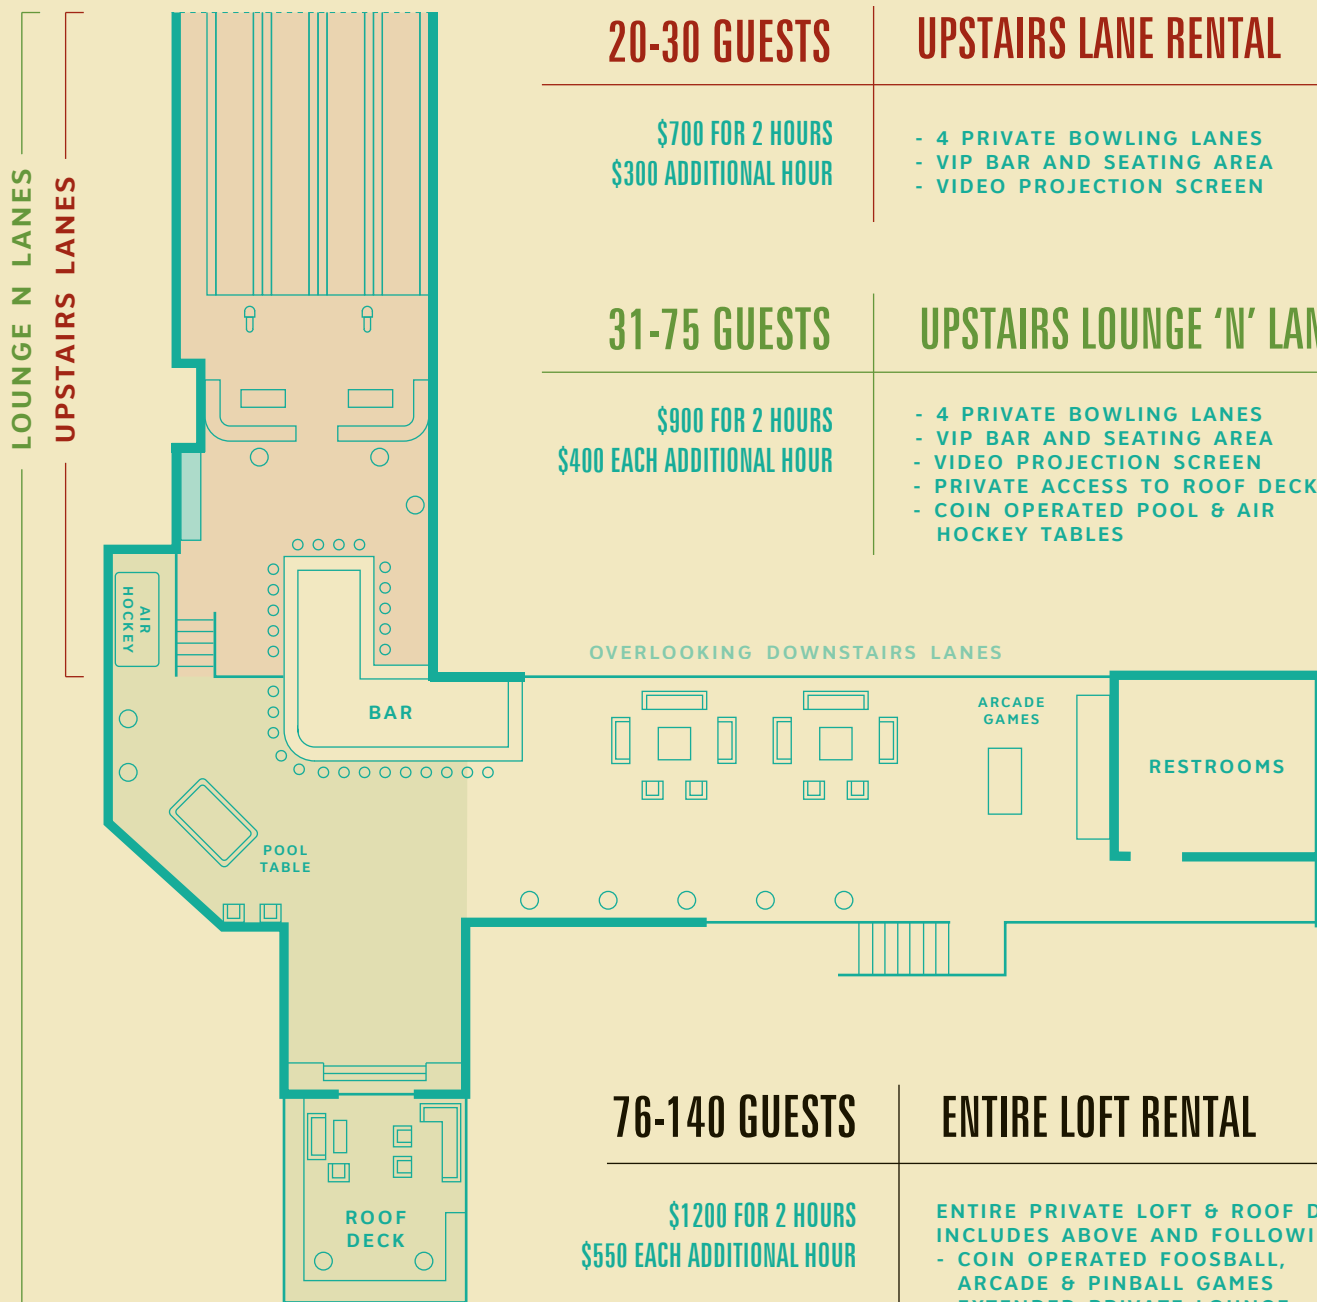 LOUNGE N LANES
UPSTAIRS LANES
20-30 GUESTS
UPSTAIRS LANE RENTAL
$700 FOR 2 HOURS
$300 ADDITIONAL HOUR
- 4 PRIVATE BOWLING LANES
- VIP BAR AND SEATING AREA
- VIDEO PROJECTION SCREEN
31-75 GUESTS
UPSTAIRS LOUNGE ‘N’ LAN
$900 FOR 2 HOURS
$400 EACH ADDITIONAL HOUR
- 4 PRIVATE BOWLING LANES
- VIP BAR AND SEATING AREA
- VIDEO PROJECTION SCREEN
- PRIVATE ACCESS TO ROOF DECK
- COIN OPERATED POOL & AIR
HOCKEY TABLES
AIR
HOCKEY
OVERLOOKING DOWNSTAIRS LANES
BAR
ARCADE
GAMES
RESTROOMS
POOL
TABLE
ROOF
DECK
76-140 GUESTS
ENTIRE LOFT RENTAL
$1200 FOR 2 HOURS
$550 EACH ADDITIONAL HOUR
ENTIRE PRIVATE LOFT & ROOF D
INCLUDES ABOVE AND FOLLOWI
- COIN OPERATED FOOSBALL,
ARCADE & PINBALL GAMES
EXTENDED PRIVATE LOUNGE